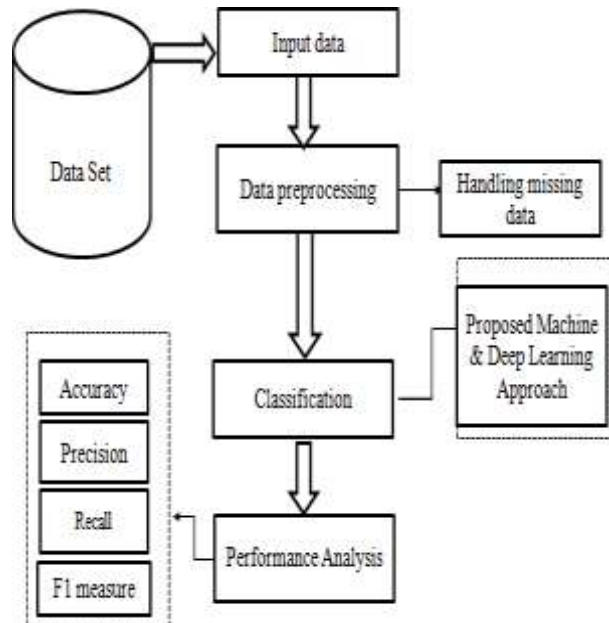 Input data
Data Set
Data preprocessing
Handling missing
data
Proposed Machine
& Deep Learning
Approach
Classification
Accuracy
Precision
Recall
F1 measure
Performance Analysis